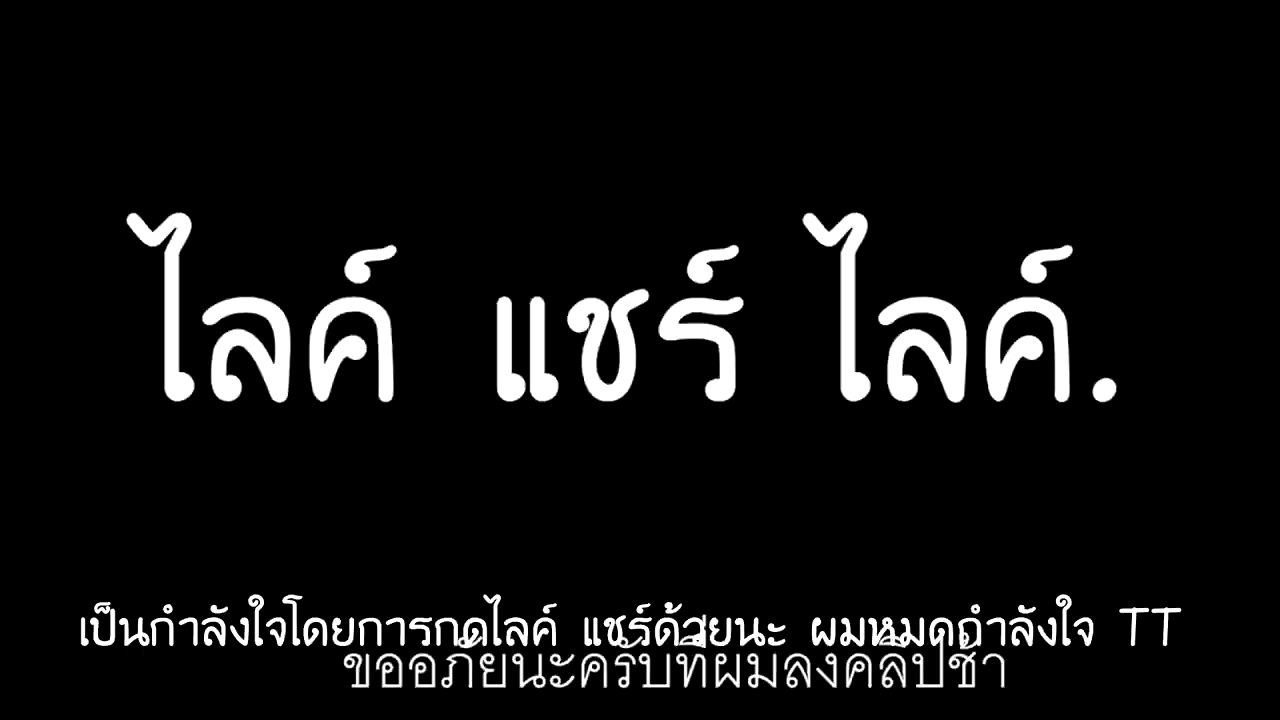 ไลค์ แชร์ ไลค์.
เป็นกำลังใจโดยการกดไลค์ แชร์ด้วยนะ ผมหมดกำลังใจ TT
ขออภัยนะครับที่ผมลงคลิปช้า